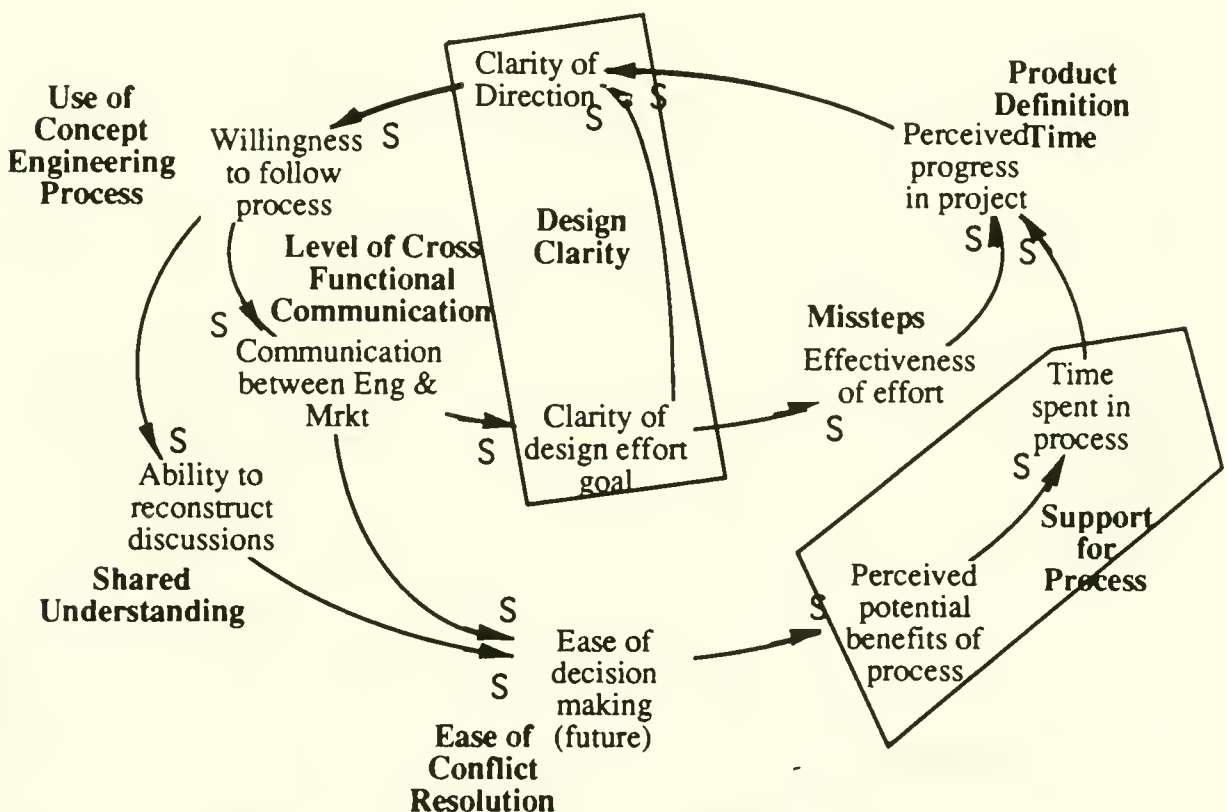 Clarity of
Direction
S
S
Product
Definition
Time
Use of
Concept
Engineering
Process
Willingness
to follow
process
S
Perceived
progress
in project
S
S
Design
Clarity
Level of Cross
Functional
Communication
S
Communication
between Eng &
Mrkt
Missteps
Effectiveness
of effort
S
Time
spent in
process
S
Clarity of
design effort
goal
S
S
Ability to
reconstruct
discussions
Shared
Understanding
Support
for
Process
Perceived
potential
benefits of
process
S
S
S
Ease of
decision
making
(future)
Ease of
Conflict
Resolution